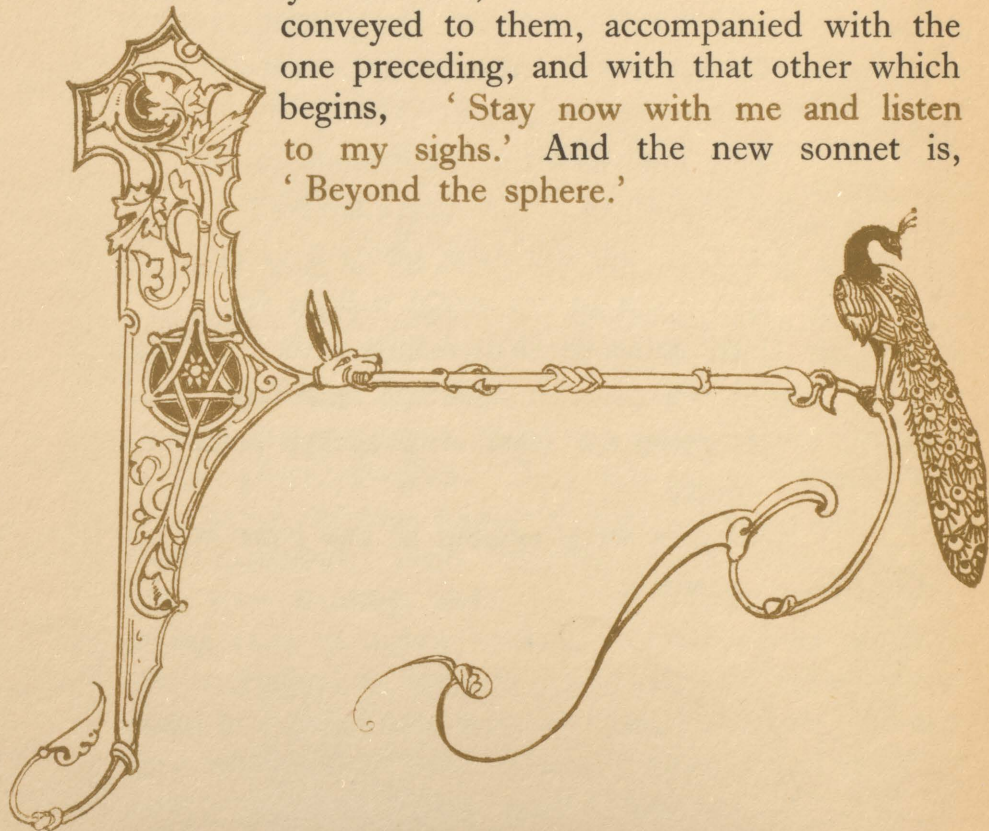 conveyed to them, accompanied with the
one preceding, and with that other which
begins, ‘ Stay now with me and listen
to my sighs.’ And the new sonnet is,
‘ Beyond the sphere.’